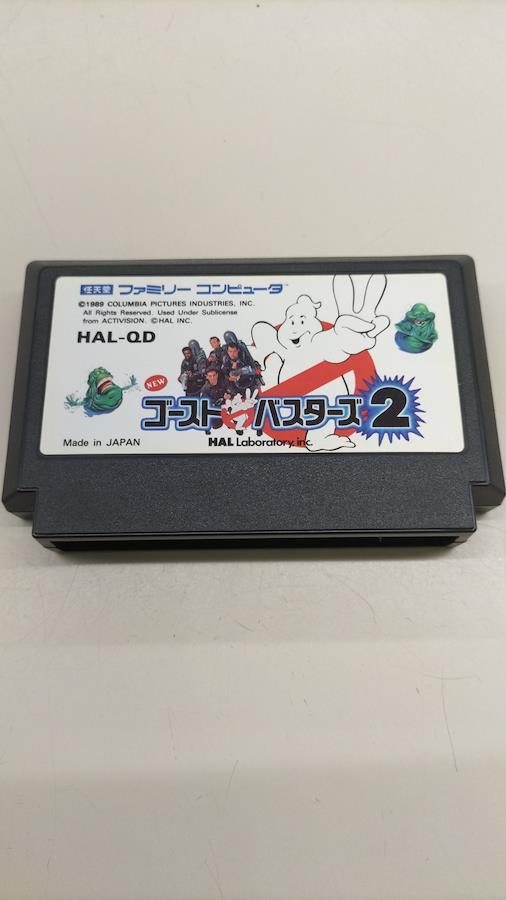 任天堂 ファミリー コンピュータ™
©1989 COLUMBIA PICTURES INDUSTRIES, INC.
All Rights Reserved. Used Under Sublicense
from ACTIVISION. ©HAL INC.
HAL-QD
NEW
ゴーストバスターズ2
HAL Laboratory, inc.
Made in JAPAN